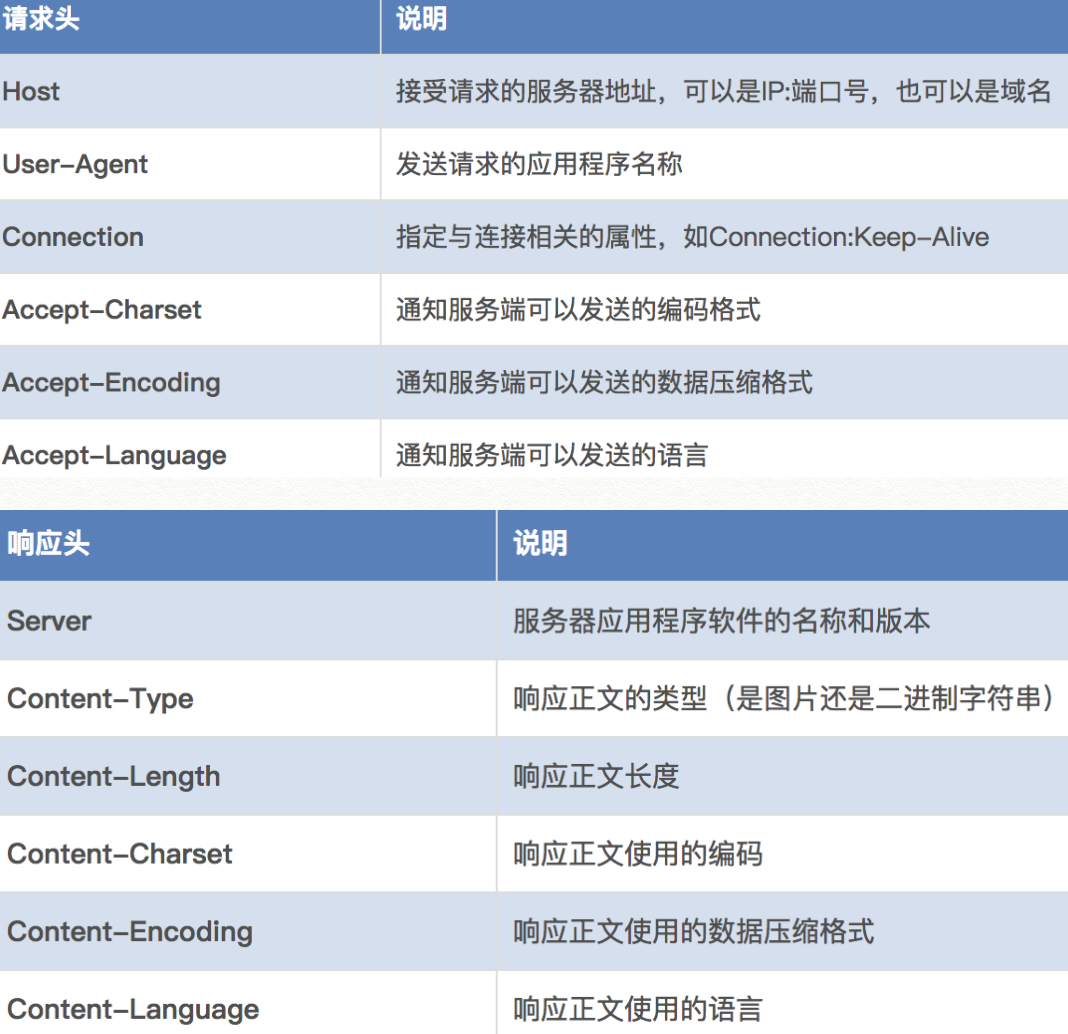 请求头 说明
Host 接受请求的服务器地址，可以是IP:端口号，也可以是域名
User-Agent 发送请求的应用程序名称
Connection 指定与连接相关的属性，如Connection:Keep-Alive
Accept-Charset 通知服务端可以发送的编码格式
Accept-Encoding 通知服务端可以发送的数据压缩格式
Accept-Language 通知服务端可以发送的语言
响应头 说明
Server 服务器应用程序软件的名称和版本
Content-Type 响应正文的类型（是图片还是二进制字符串）
Content-Length 响应正文长度
Content-Charset 响应正文使用的编码
Content-Encoding 响应正文使用的数据压缩格式
Content-Language 响应正文使用的语言